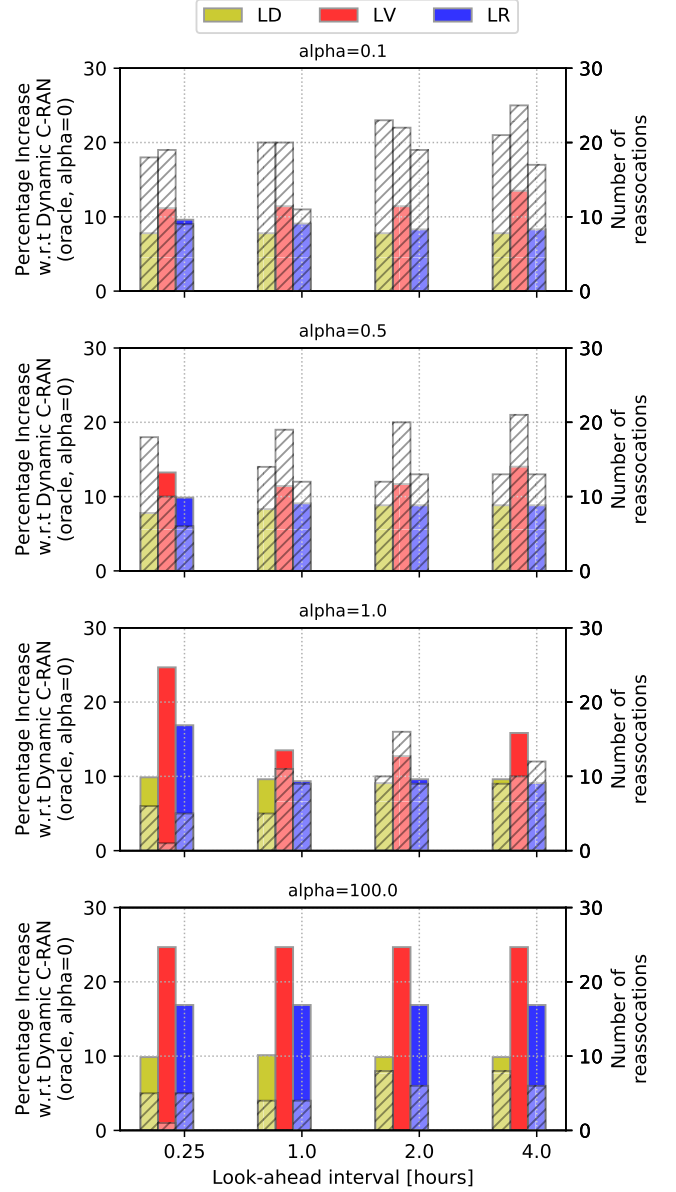 LD LV LR
alpha=0.1
Percentage Increase
w.r.t Dynamic C-RAN
(oracle, alpha=0)
30
20
10
0
30
20
10
0
Number of
reassocations
alpha=0.5
Percentage Increase
w.r.t Dynamic C-RAN
(oracle, alpha=0)
30
20
10
0
30
20
10
0
Number of
reassocations
alpha=1.0
Percentage Increase
w.r.t Dynamic C-RAN
(oracle, alpha=0)
30
20
10
0
30
20
10
0
Number of
reassocations
alpha=100.0
Percentage Increase
w.r.t Dynamic C-RAN
(oracle, alpha=0)
30
20
10
0
30
20
10
0
Number of
reassocations
0.25 1.0 2.0 4.0
Look-ahead interval [hours]